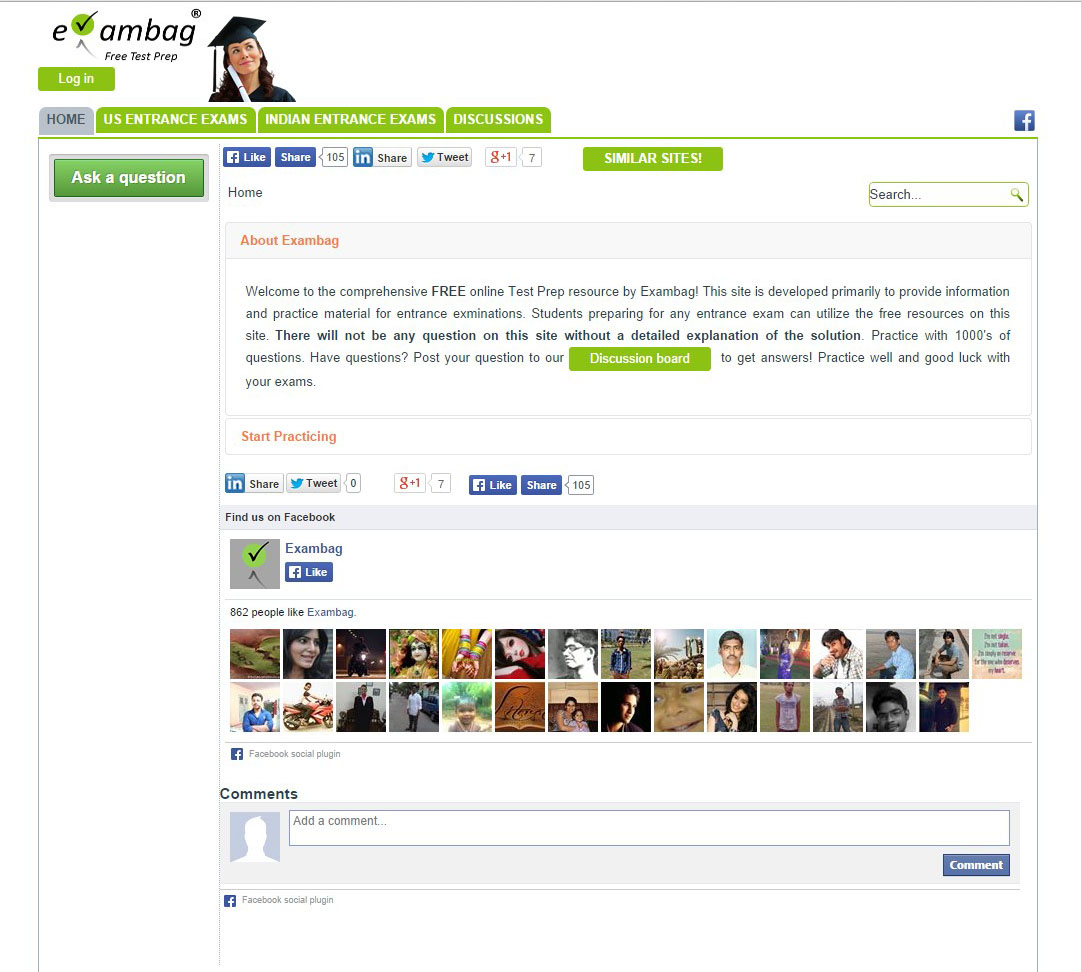 exambag®
Free Test Prep
Log in
HOME
US ENTRANCE EXAMS
INDIAN ENTRANCE EXAMS
DISCUSSIONS
Ask a question
Like Share 105 Share Tweet g+1 7
SIMILAR SITES!
Home
Search...
About Exambag
Welcome to the comprehensive FREE online Test Prep resource by Exambag! This site is developed primarily to provide information
and practice material for entrance exminations. Students preparing for any entrance exam can utilize the free resources on this
site. There will not be any question on this site without a detailed explanation of the solution. Practice with 1000's of
questions. Have questions? Post your question to our Discussion board to get answers! Practice well and good luck with
your exams.
Start Practicing
Share Tweet 0 g+1 7 Like Share 105
Find us on Facebook
Exambag
Like
862 people like Exambag.
I'm not single.
I'm not taken.
I'm simply on reserve
for the one who deserves
my heart.
Facebook social plugin
Comments
Add a comment...
Comment
Facebook social plugin